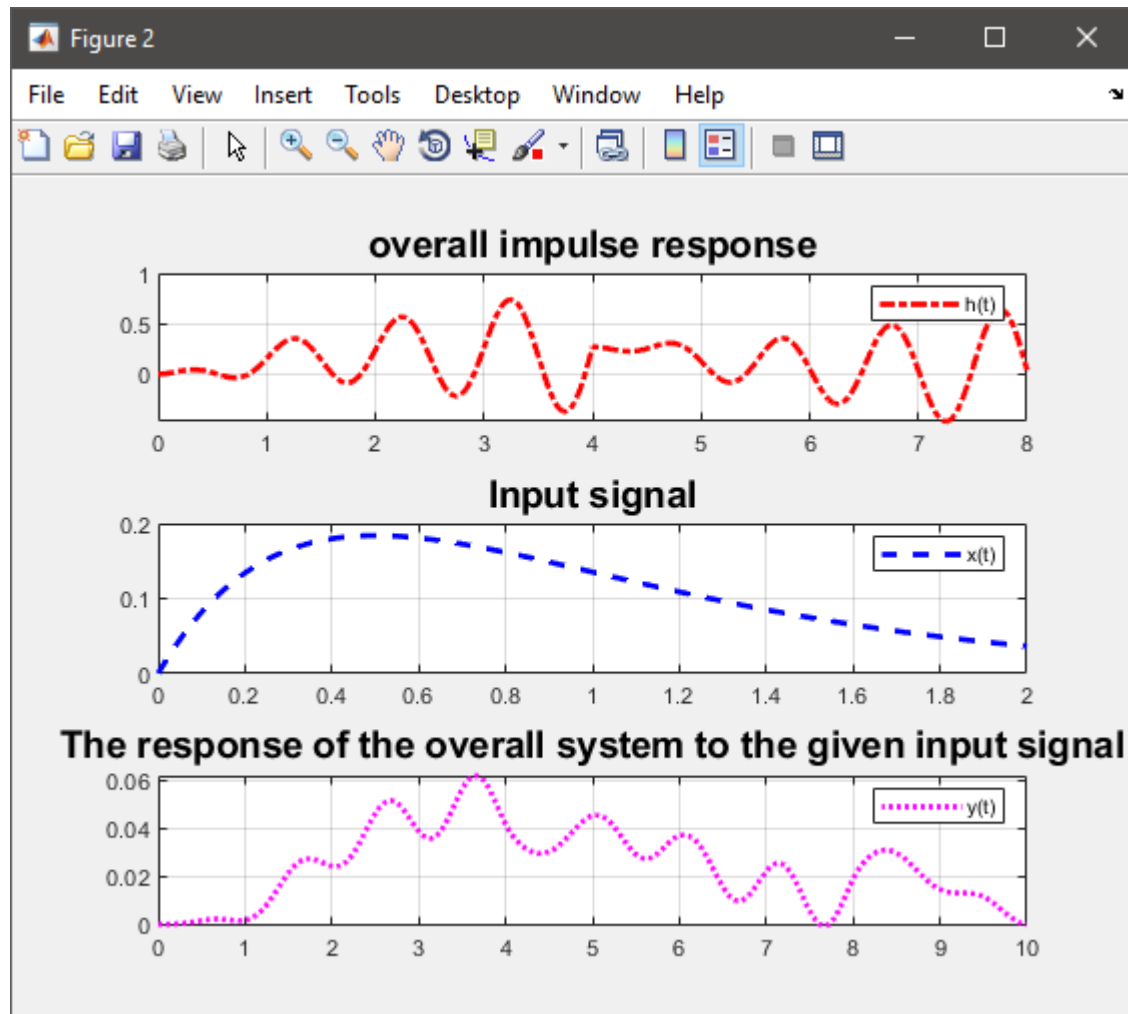 Figure 2
File Edit View Insert Tools Desktop Window Help
overall impulse response
1
0.5
0
h(t)
0 1 2 3 4 5 6 7 8
Input signal
0.2
0.1
0
x(t)
0 0.2 0.4 0.6 0.8 1 1.2 1.4 1.6 1.8 2
The response of the overall system to the given input signal
0.06
0.04
0.02
0
y(t)
0 1 2 3 4 5 6 7 8 9 10